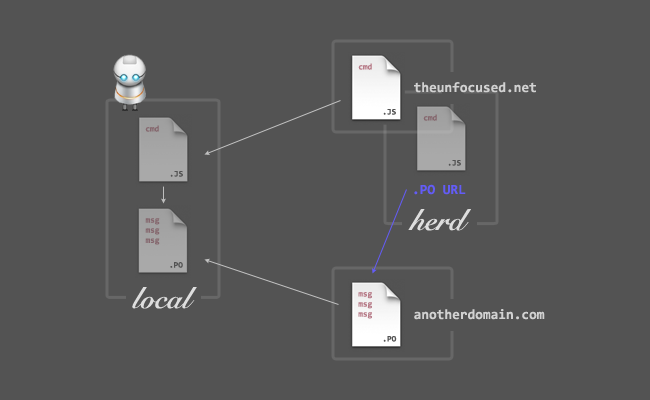 cmd
.JS
msg
msg
msg
.PO
local
cmd
.JS
theunfocused.net
cmd
.JS
.PO URL
herd
msg
msg
msg
.PO
anotherdomain.com